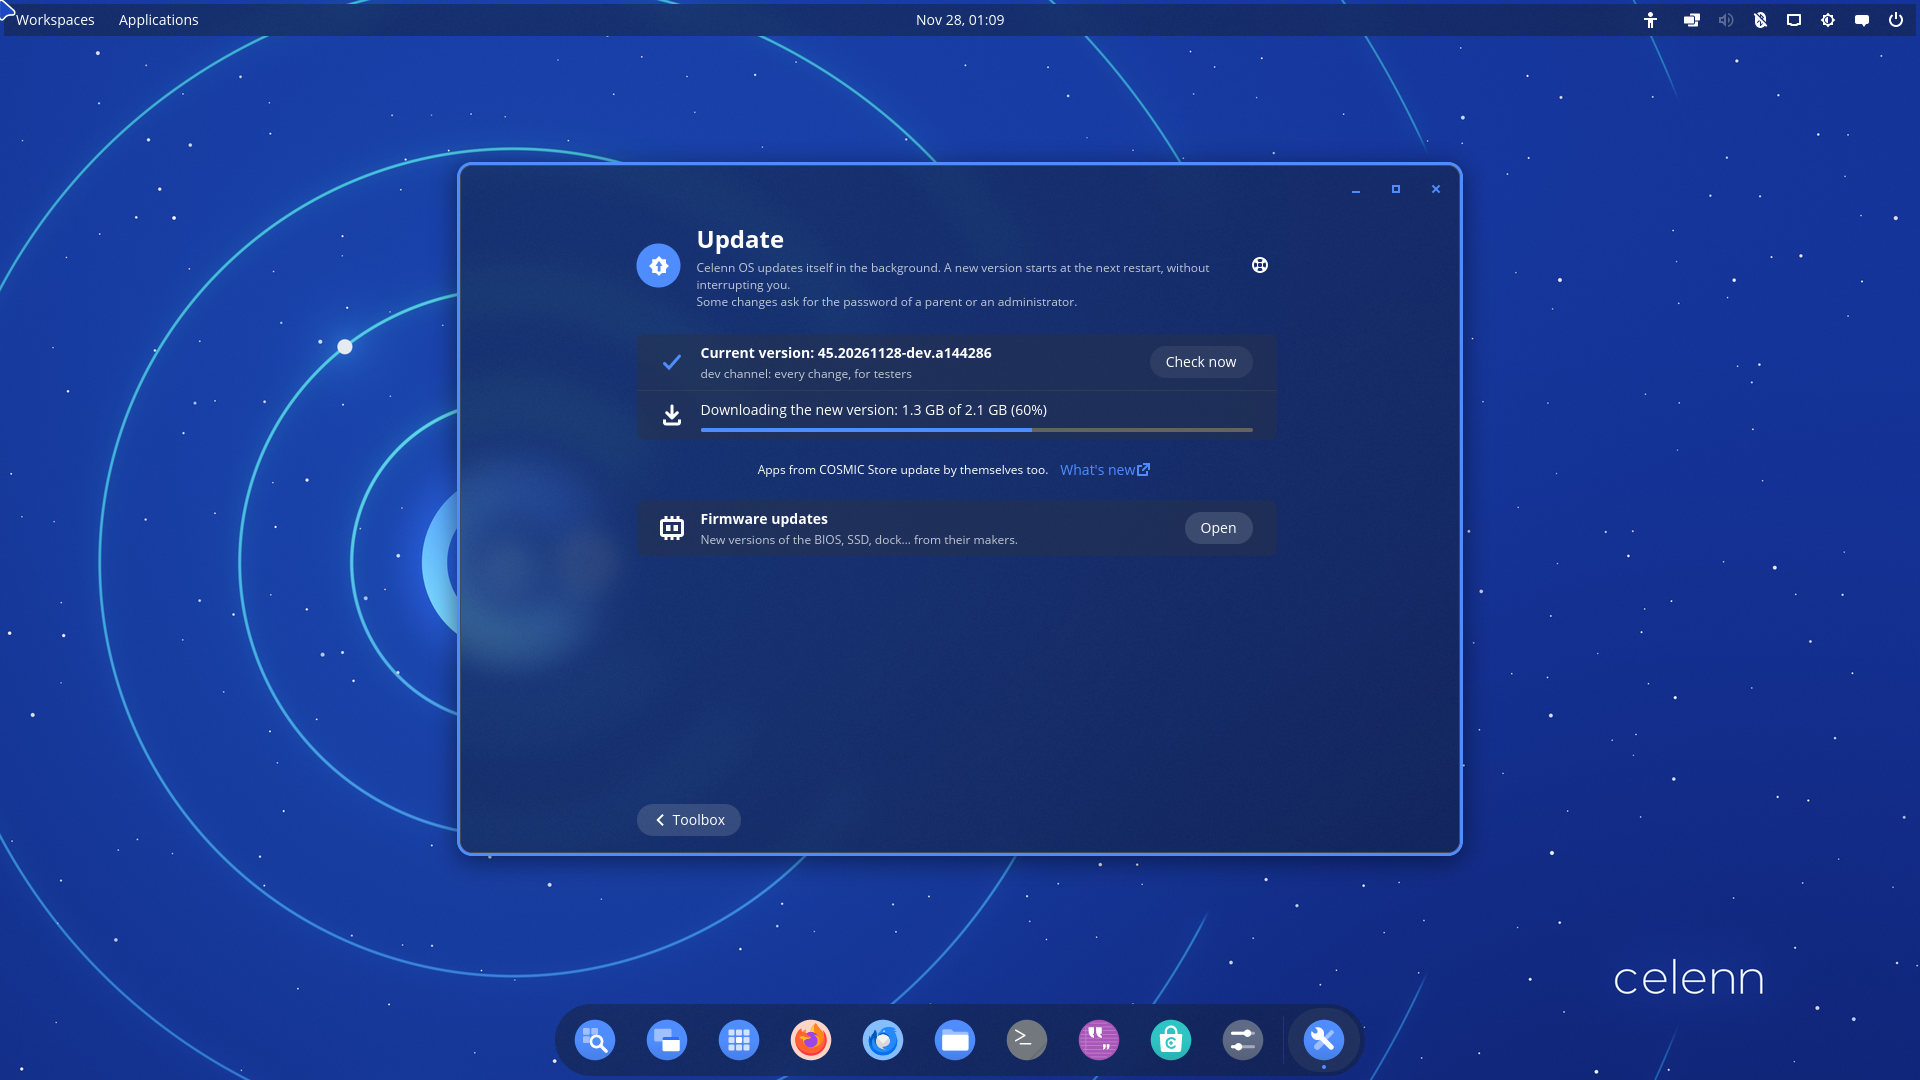 Workspaces
Applications
Nov 28, 01:09
Update
Celenn OS updates itself in the background. A new version starts at the next restart, without
interrupting you.
Some changes ask for the password of a parent or an administrator.
Current version: 45.20261128-dev.a144286
dev channel: every change, for testers
Check now
Downloading the new version: 1.3 GB of 2.1 GB (60%)
Apps from COSMIC Store update by themselves too.
What's new
Firmware updates
New versions of the BIOS, SSD, dock... from their makers.
Open
Toolbox
celenn